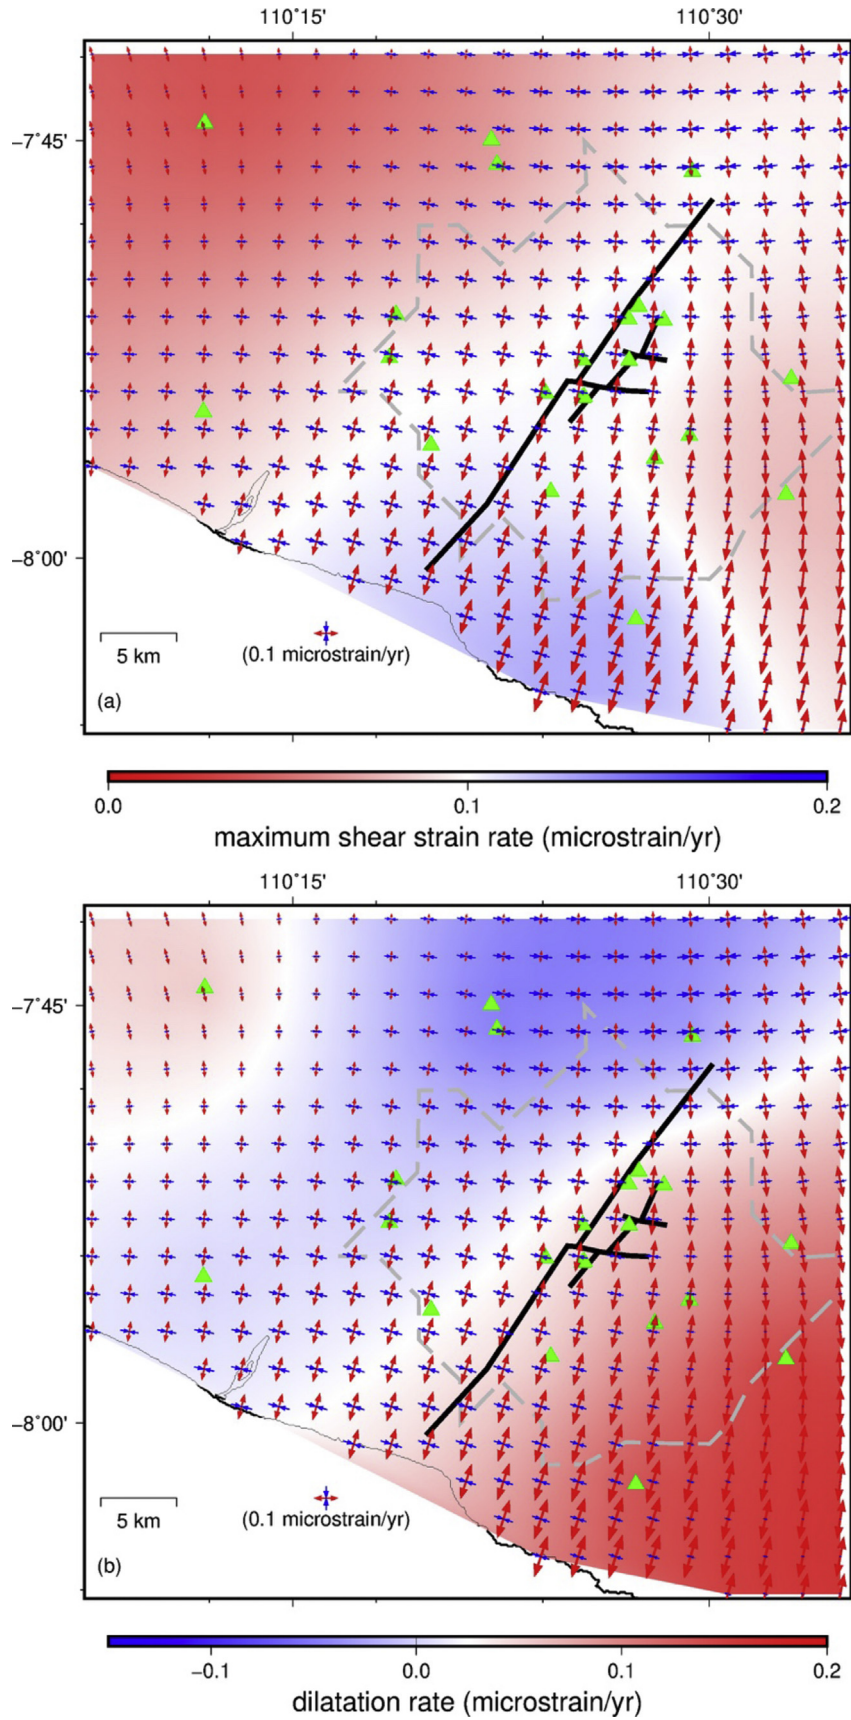 110°15' 110°30'
−7°45'
−8°00'
5 km
(0.1 microstrain/yr)
(a)
0.0 0.1 0.2
maximum shear strain rate (microstrain/yr)
110°15' 110°30'
−7°45'
−8°00'
5 km
(0.1 microstrain/yr)
(b)
−0.1 0.0 0.1 0.2
dilatation rate (microstrain/yr)